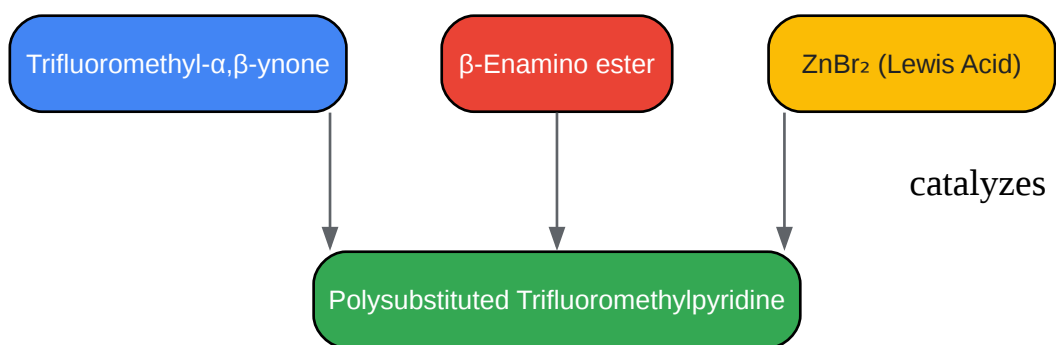 Trifluoromethyl-α,β-ynone
β-Enamino ester
ZnBr₂ (Lewis Acid)
catalyzes
Polysubstituted Trifluoromethylpyridine